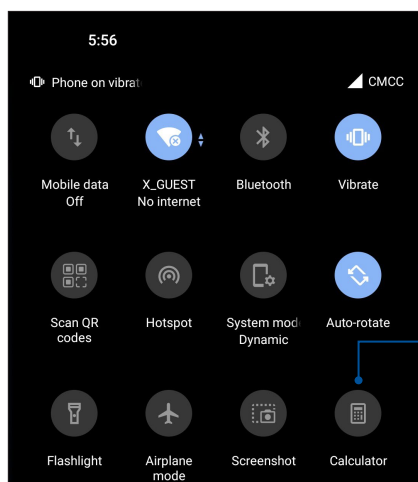 5:56
Phone on vibrat
CMCC
Mobile data
Off
X_GUEST
No internet
Bluetooth
Vibrate
Scan QR
codes
Hotspot
System mod
Dynamic
Auto-rotate
Flashlight
Airplane
mode
Screenshot
Calculator